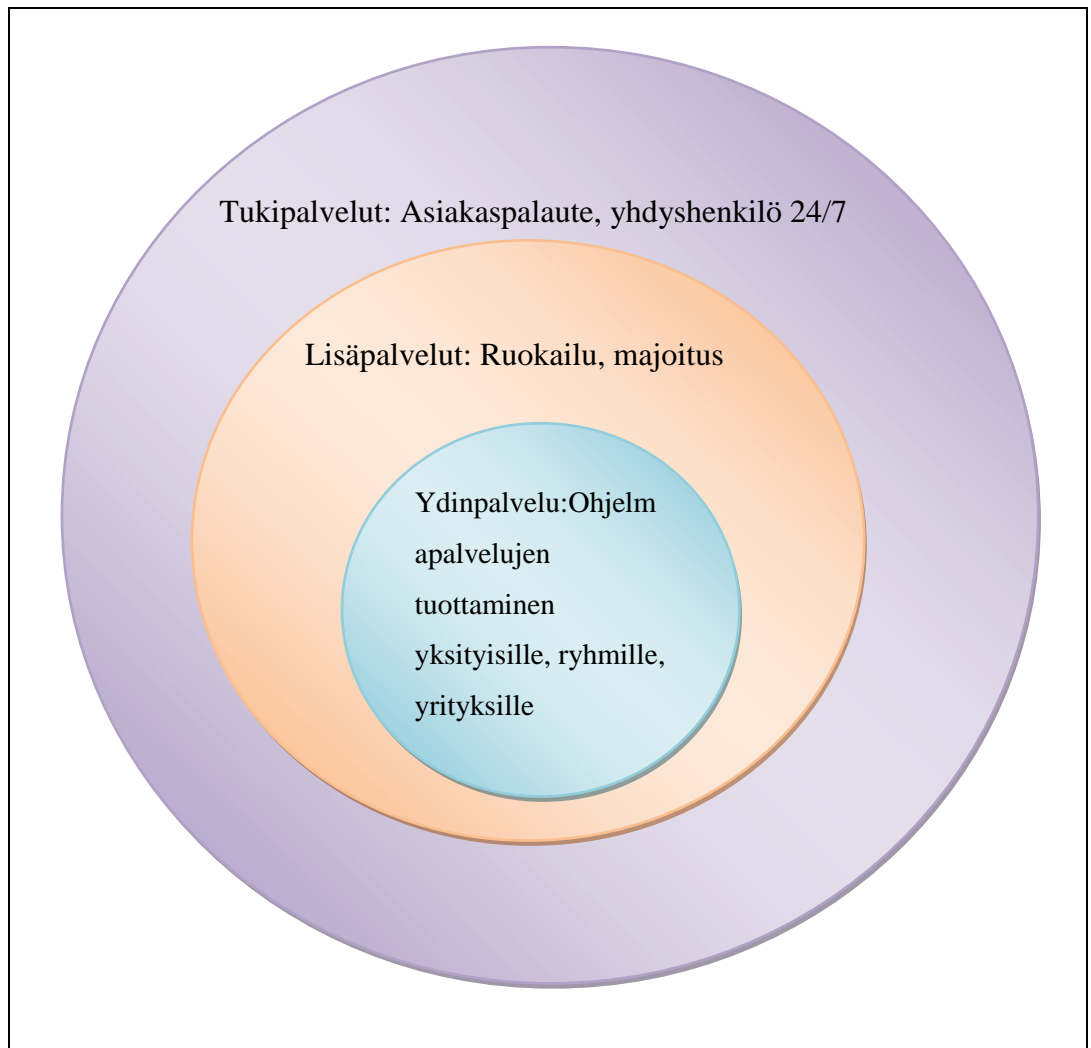 Tukipalvelut: Asiakaspalaute, yhdyshenkilö 24/7
Lisäpalvelut: Ruokailu, majoitus
Ydinpalvelu:Ohjelm
apalvelujen
tuottaminen
yksityisille, ryhmille,
yrityksille